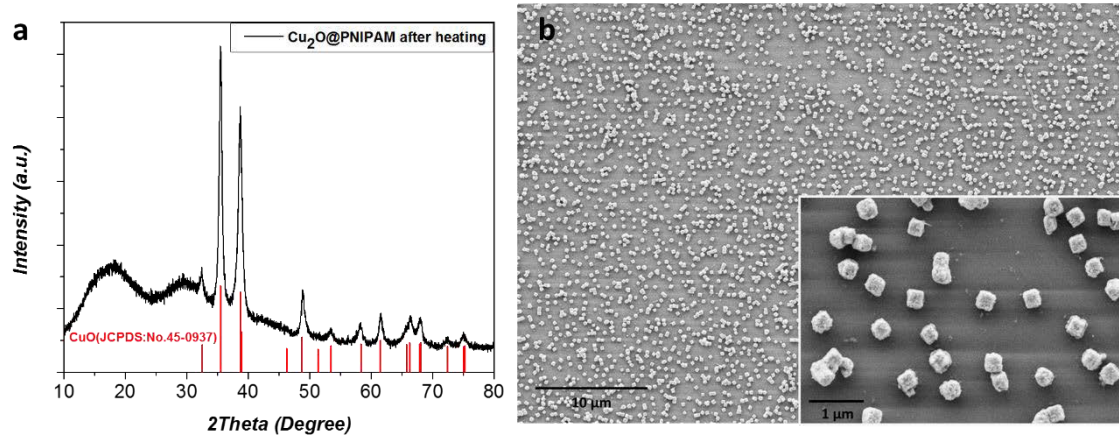 a
Cu2O@PNIPAM after heating
Intensity (a.u.)
CuO(JCPDS:No.45-0937)
10 20 30 40 50 60 70 80
2Theta (Degree)
b
10 μm
1 μm